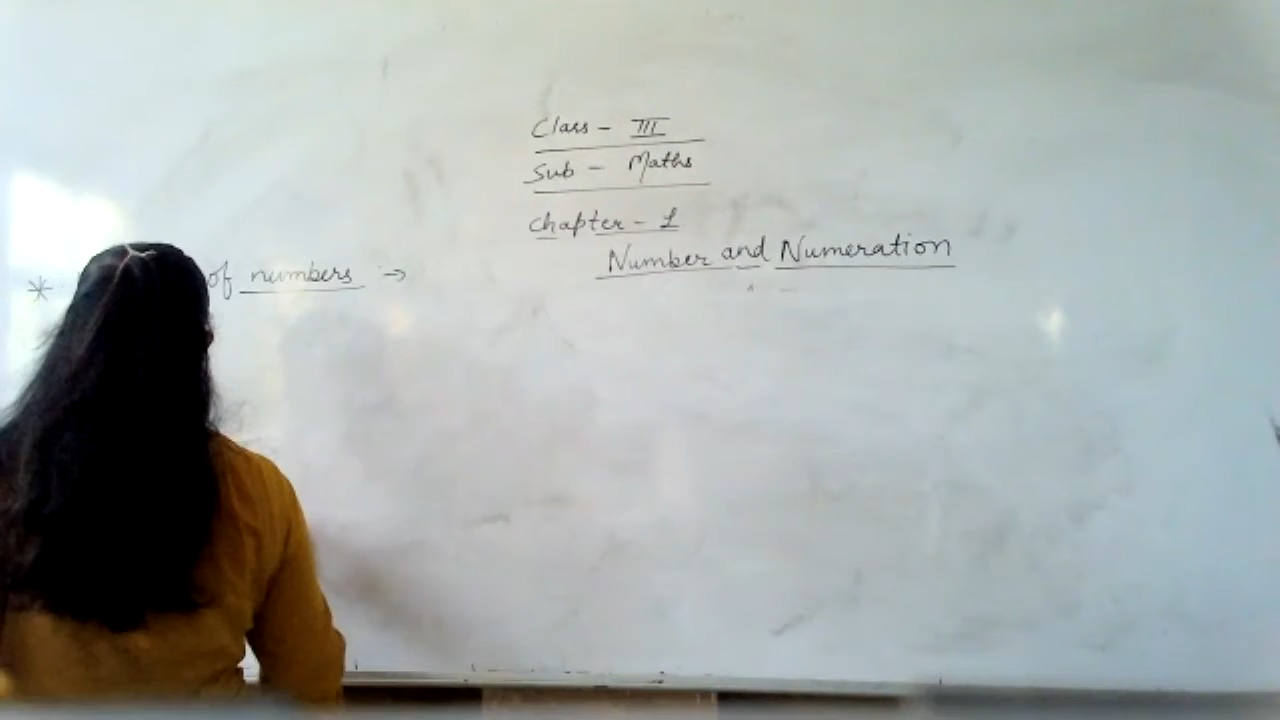 Class - III
Sub - Maths
Chapter - 1
Number and Numeration
* of numbers →